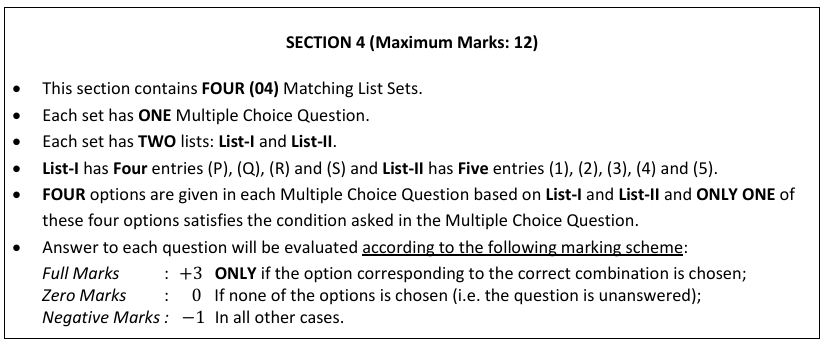 SECTION 4 (Maximum Marks: 12)
• This section contains FOUR (04) Matching List Sets.
• Each set has ONE Multiple Choice Question.
• Each set has TWO lists: List-I and List-II.
• List-I has Four entries (P), (Q), (R) and (S) and List-II has Five entries (1), (2), (3), (4) and (5).
• FOUR options are given in each Multiple Choice Question based on List-I and List-II and ONLY ONE of
these four options satisfies the condition asked in the Multiple Choice Question.
• Answer to each question will be evaluated according to the following marking scheme:
Full Marks : +3 ONLY if the option corresponding to the correct combination is chosen;
Zero Marks : 0 If none of the options is chosen (i.e. the question is unanswered);
Negative Marks : −1 In all other cases.